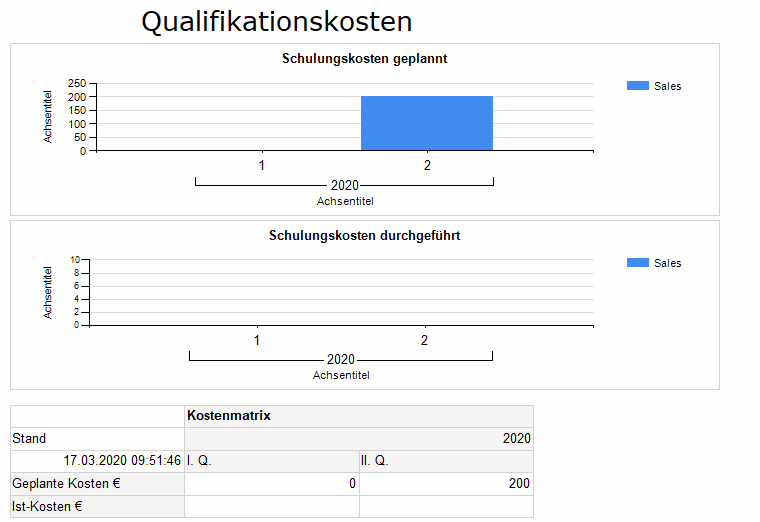 Qualifikationskosten
Schulungskosten geplannt
Sales
Achsentitel
250
200
150
100
50
0
1 2
2020
Achsentitel
Schulungskosten durchgeführt
Sales
Achsentitel
10
8
6
4
2
0
1 2
2020
Achsentitel
Kostenmatrix
Stand 2020
17.03.2020 09:51:46 I. Q. II. Q.
Geplante Kosten € 0 200
Ist-Kosten €